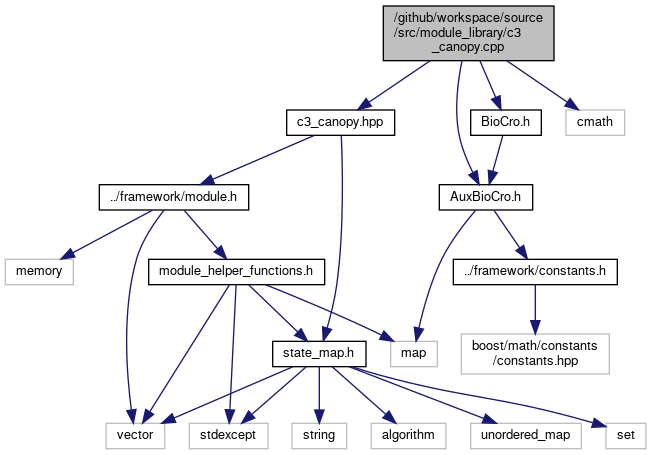 /github/workspace/source
/src/module_library/c3
_canopy.cpp
c3_canopy.hpp
BioCro.h
cmath
../framework/module.h
AuxBioCro.h
memory
module_helper_functions.h
../framework/constants.h
state_map.h
map
boost/math/constants
/constants.hpp
vector
stdexcept
string
algorithm
unordered_map
set